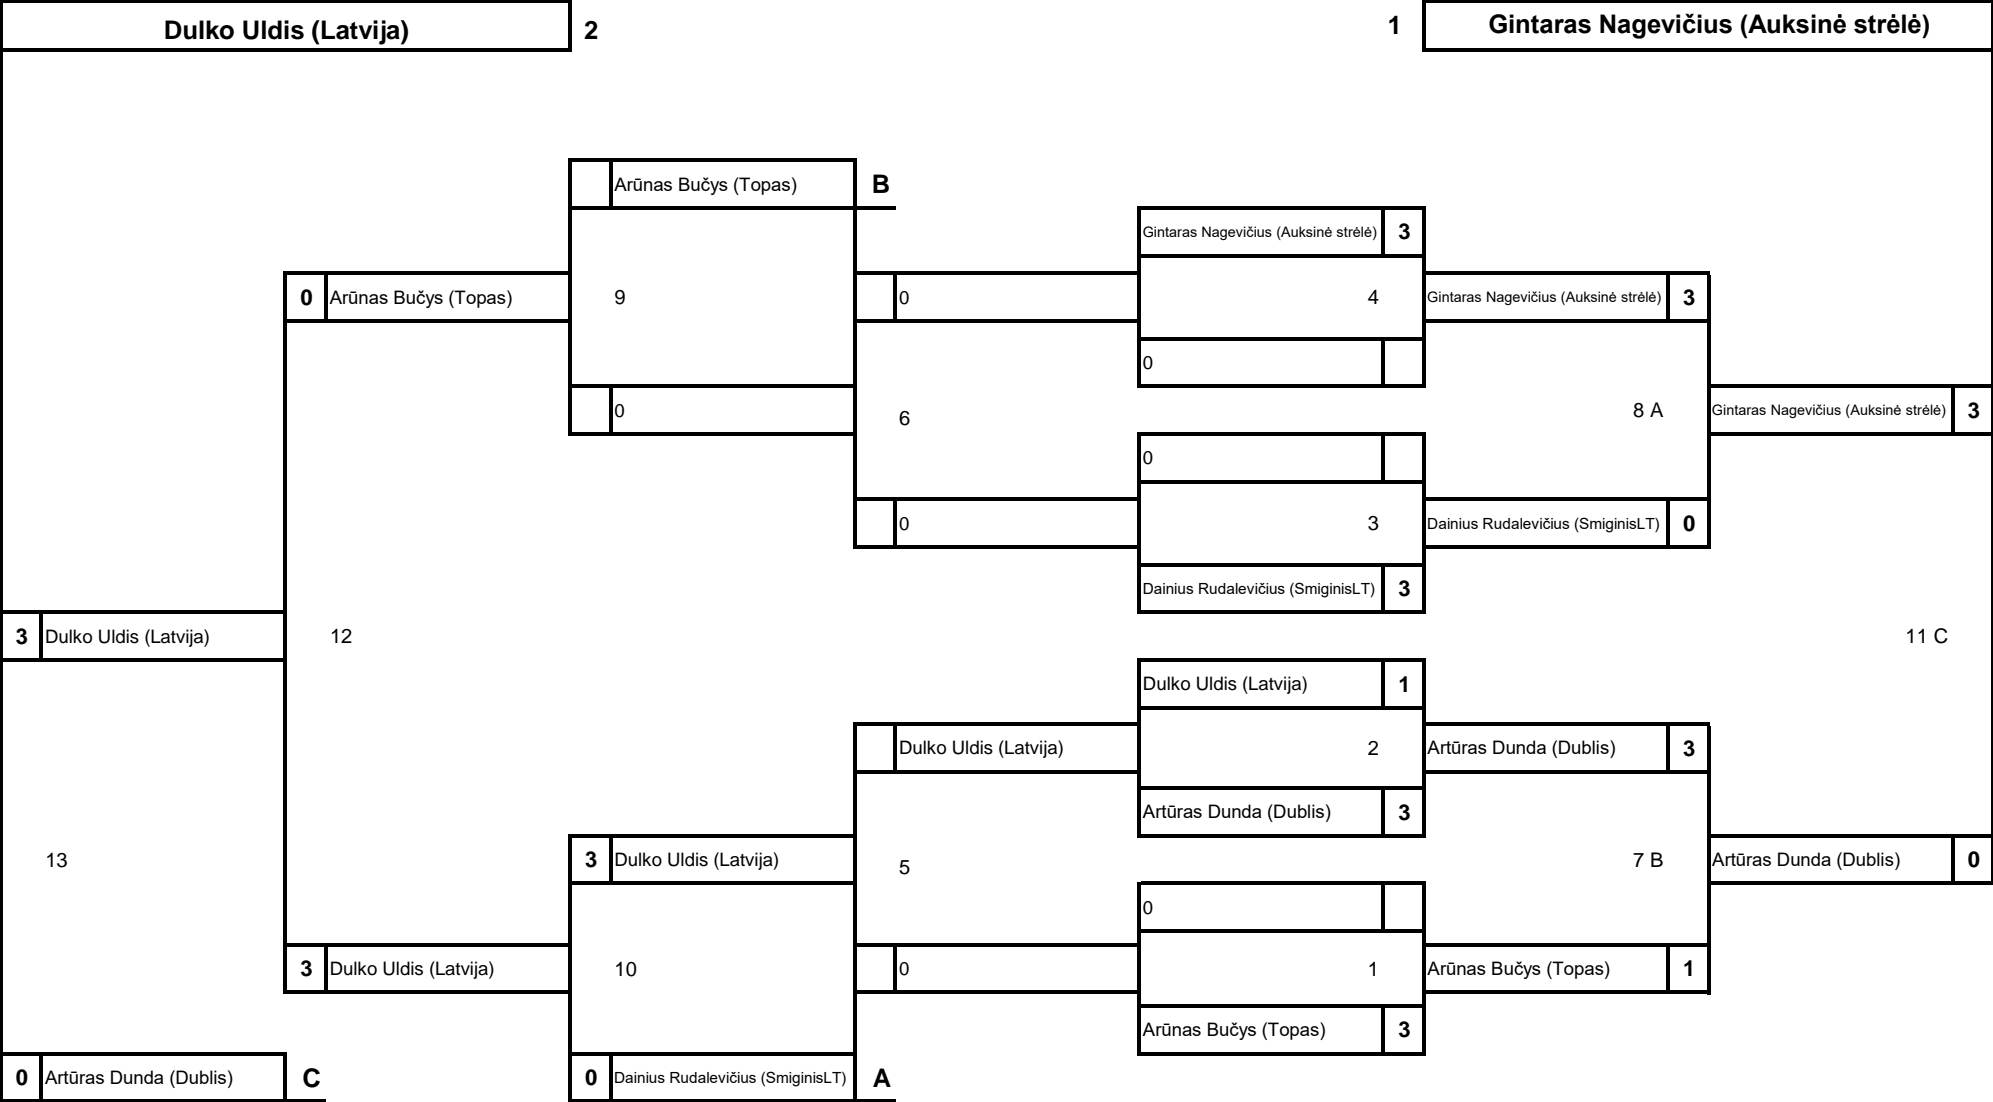 Dulko Uldis (Latvija) 2 1 Gintaras Nagevičius (Auksinė strėlė)
Arūnas Bučys (Topas) B
Gintaras Nagevičius (Auksinė strėlė) 3
0 Arūnas Bučys (Topas) 9 0 4 Gintaras Nagevičius (Auksinė strėlė) 3
0
0 6 8 A Gintaras Nagevičius (Auksinė strėlė) 3
0
0 3 Dainius Rudalevičius (SmiginisLT) 0
Dainius Rudalevičius (SmiginisLT) 3
3 Dulko Uldis (Latvija) 12 11 C
Dulko Uldis (Latvija) 1
Dulko Uldis (Latvija) 2 Artūras Dunda (Dublis) 3
Artūras Dunda (Dublis) 3
13 3 Dulko Uldis (Latvija) 5 7 B Artūras Dunda (Dublis) 0
0
3 Dulko Uldis (Latvija) 10 0 1 Arūnas Bučys (Topas) 1
Arūnas Bučys (Topas) 3
0 Artūras Dunda (Dublis) C 0 Dainius Rudalevičius (SmiginisLT) A